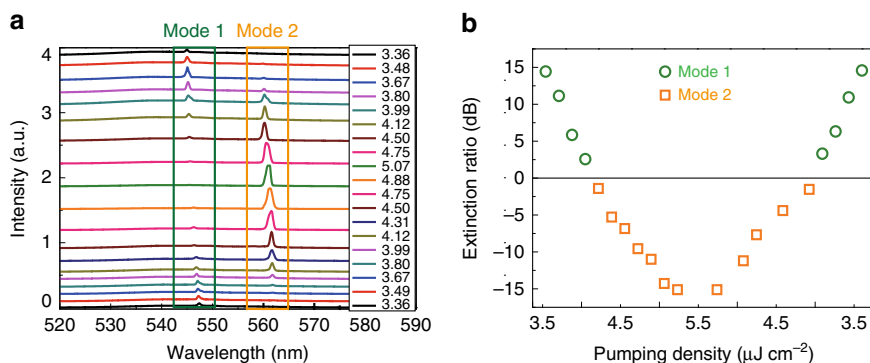 a
Mode 1 Mode 2
4
3
2
1
0
Intensity (a.u.)
520 530 540 550 560 570 580 590
Wavelength (nm)
3.36
3.48
3.67
3.80
3.99
4.12
4.50
4.75
5.07
4.88
4.75
4.50
4.31
4.12
3.99
3.80
3.67
3.49
3.36
b
15
10
5
0
−5
−10
−15
Extinction ratio (dB)
Mode 1
Mode 2
3.5 4.5 5.5 4.5 3.5
Pumping density (μJ cm−2)